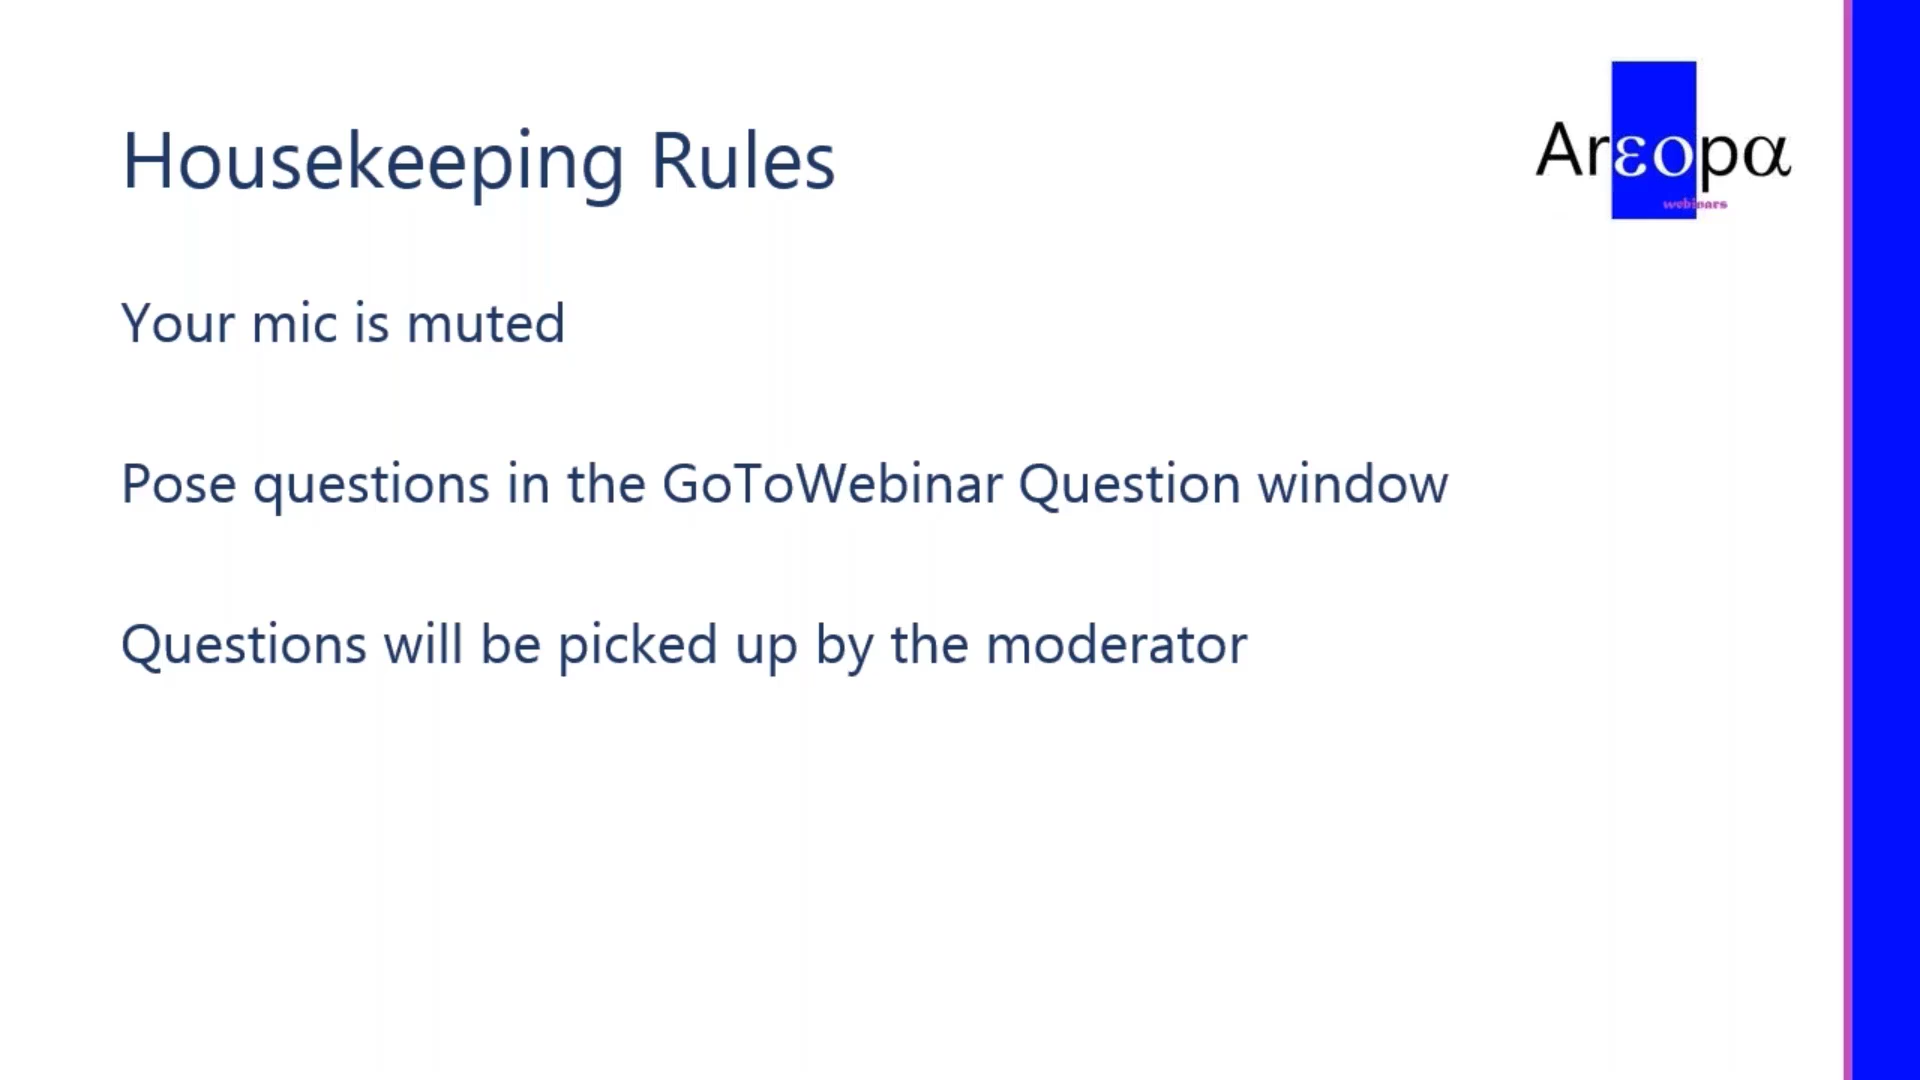 Housekeeping Rules
Arεopα
webinars
Your mic is muted
Pose questions in the GoToWebinar Question window
Questions will be picked up by the moderator